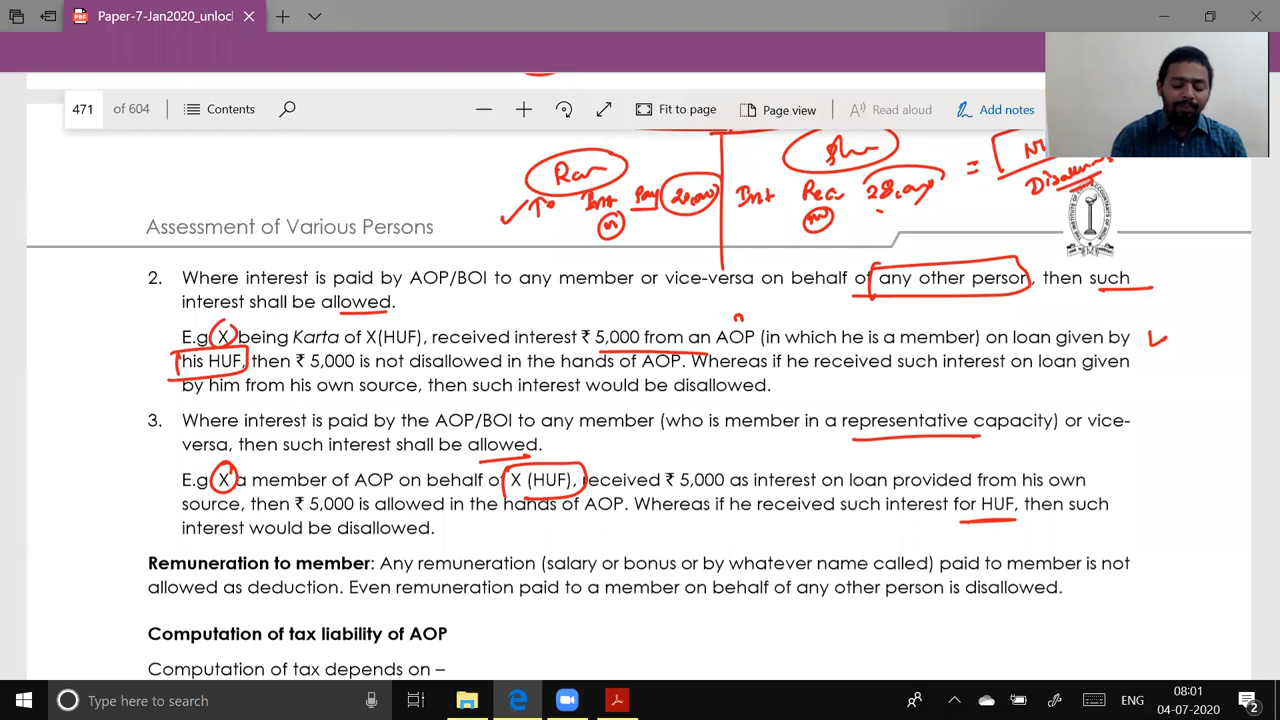 Paper-7-Jan2020_unlocl
471 of 604 Contents Fit to page Page view Read aloud Add notes
Ram
Int Pay 20,000 Int
Assessment of Various Persons
2. Where interest is paid by AOP/BOI to any member or vice-versa on behalf of any other person, then such
interest shall be allowed.
E.g X being Karta of X(HUF), received interest ₹ 5,000 from an AOP (in which he is a member) on loan given by
his HUF, then ₹ 5,000 is not disallowed in the hands of AOP. Whereas if he received such interest on loan given
by him from his own source, then such interest would be disallowed.
3. Where interest is paid by the AOP/BOI to any member (who is member in a representative capacity) or vice-
versa, then such interest shall be allowed.
E.g X a member of AOP on behalf of X (HUF), received ₹ 5,000 as interest on loan provided from his own
source, then ₹ 5,000 is allowed in the hands of AOP. Whereas if he received such interest for HUF, then such
interest would be disallowed.
Remuneration to member: Any remuneration (salary or bonus or by whatever name called) paid to member is not
allowed as deduction. Even remuneration paid to a member on behalf of any other person is disallowed.
Computation of tax liability of AOP
Computation of tax depends on –
Type here to search
ENG
08:01
04-07-2020
2